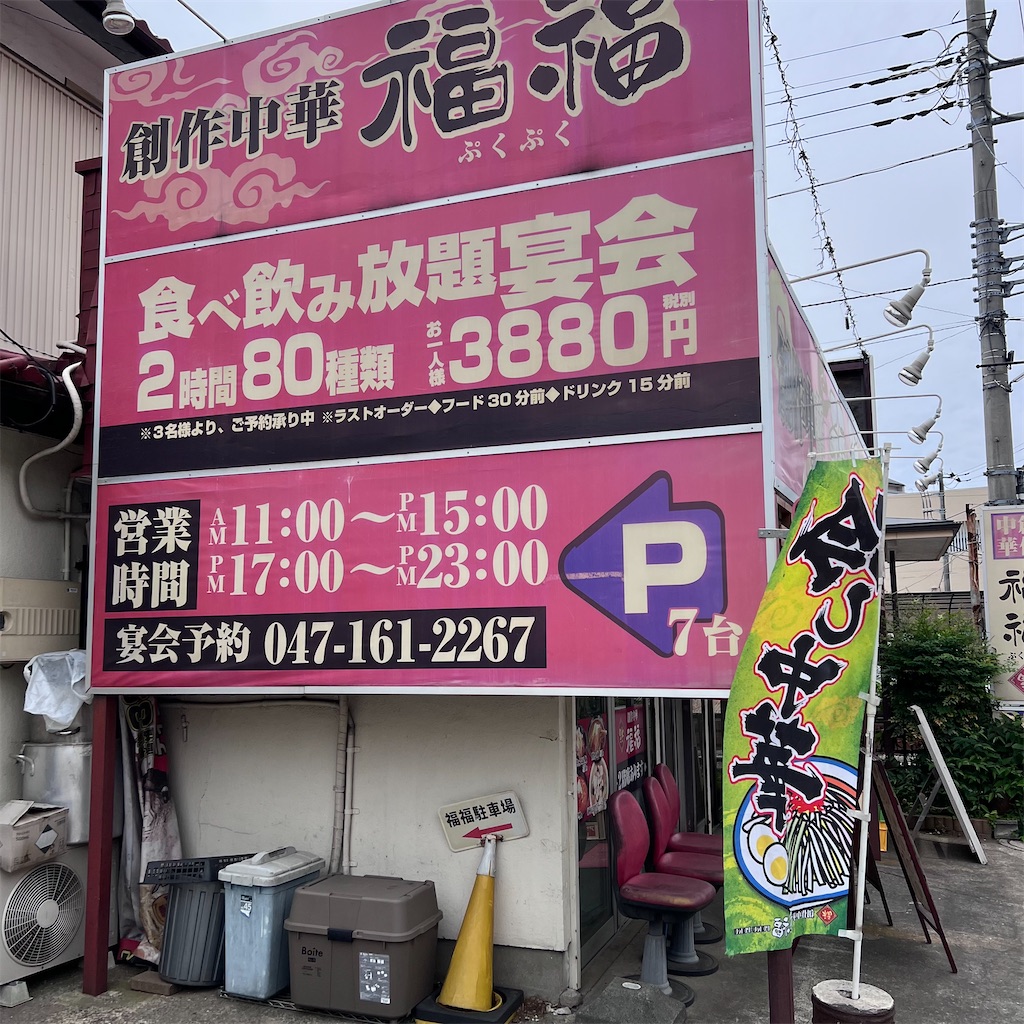 創作中華 福福
ぷくぷく
食べ飲み放題宴会
2時間80種類 お一人様3880円 税別
※3名様より、ご予約承り中 ※ラストオーダー◆フード30分前◆ドリンク15分前
営業時間
AM11:00〜PM15:00
PM17:00〜PM23:00
宴会予約 047-161-2267
P
7台
冷し中華
福福駐車場
福福
Boite
45